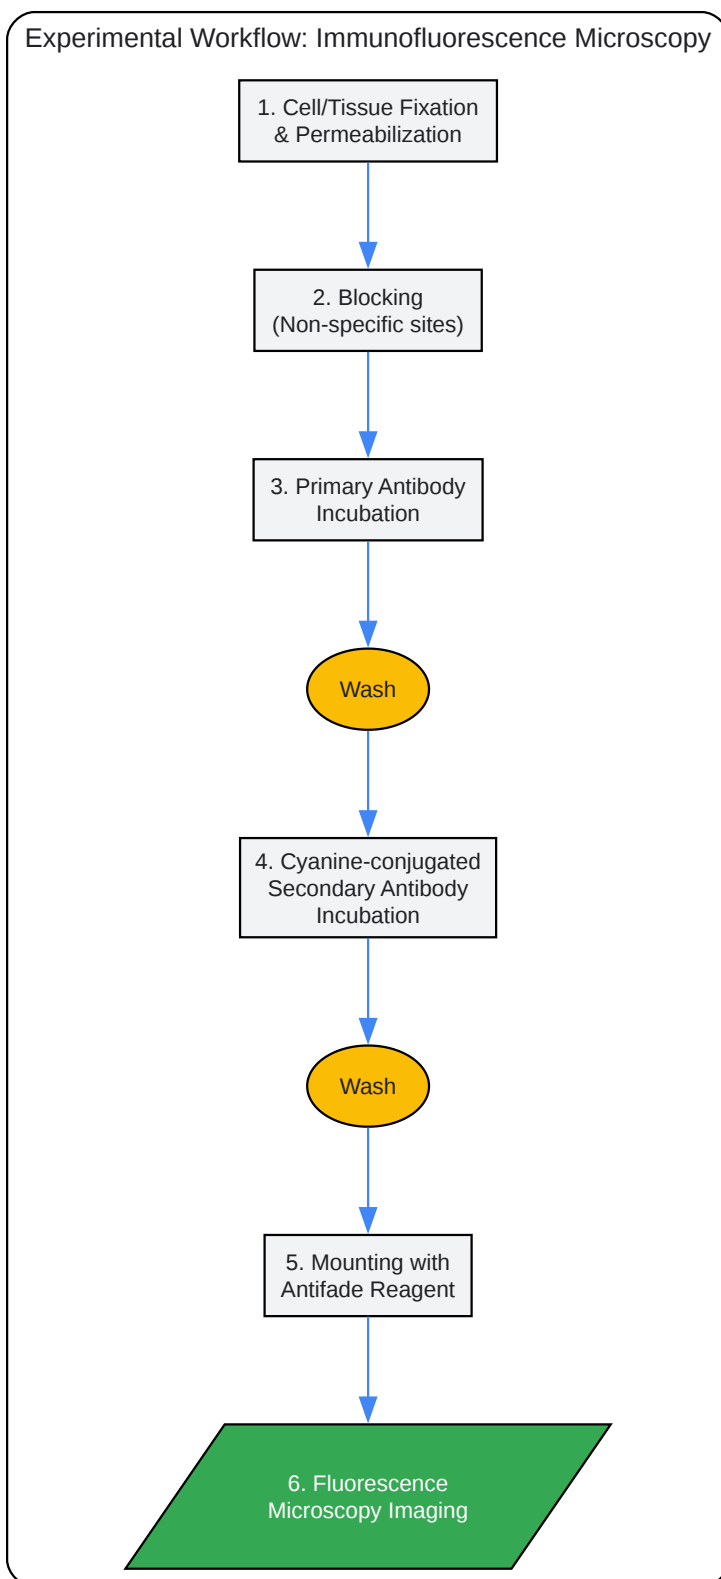 Experimental Workflow: Immunofluorescence Microscopy
1. Cell/Tissue Fixation
& Permeabilization
2. Blocking
(Non-specific sites)
3. Primary Antibody
Incubation
Wash
4. Cyanine-conjugated
Secondary Antibody
Incubation
Wash
5. Mounting with
Antifade Reagent
6. Fluorescence
Microscopy Imaging